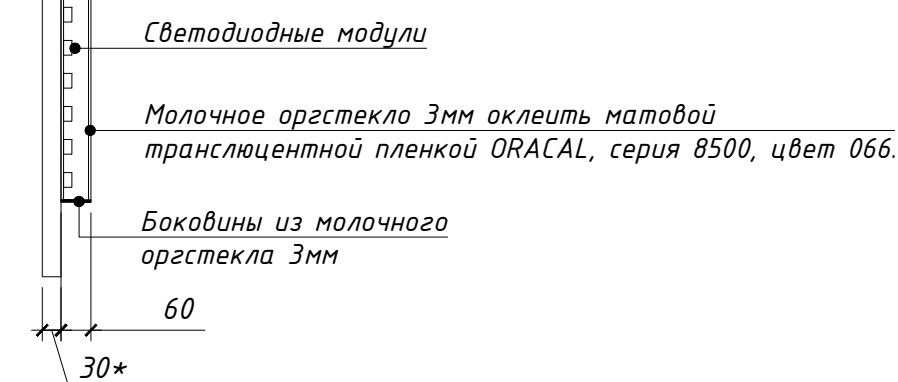 Светодиодные модули
Молочное оргстекло 3мм оклеить матовой
транслюцентной пленкой ORACAL, серия 8500, цвет 066.
Боковины из молочного
оргстекла 3мм
60
30*